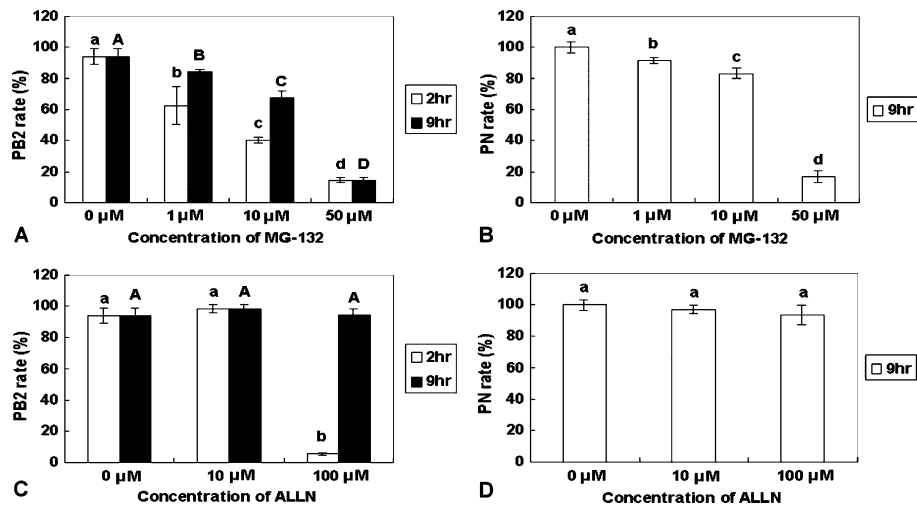 120
100
80
60
40
20
0
PB2 rate (%)
a A
b B
c C
d D
2hr
9hr
0 µM 1 µM 10 µM 50 µM
A
Concentration of MG-132
120
100
80
60
40
20
0
PN rate (%)
a
b
c
d
9hr
0 µM 1 µM 10 µM 50 µM
B
Concentration of MG-132
120
100
80
60
40
20
0
PB2 rate (%)
a A
a A
b A
2hr
9hr
0 µM 10 µM 100 µM
C
Concentration of ALLN
120
100
80
60
40
20
0
PN rate (%)
a
a
a
9hr
0 µM 10 µM 100 µM
D
Concentration of ALLN